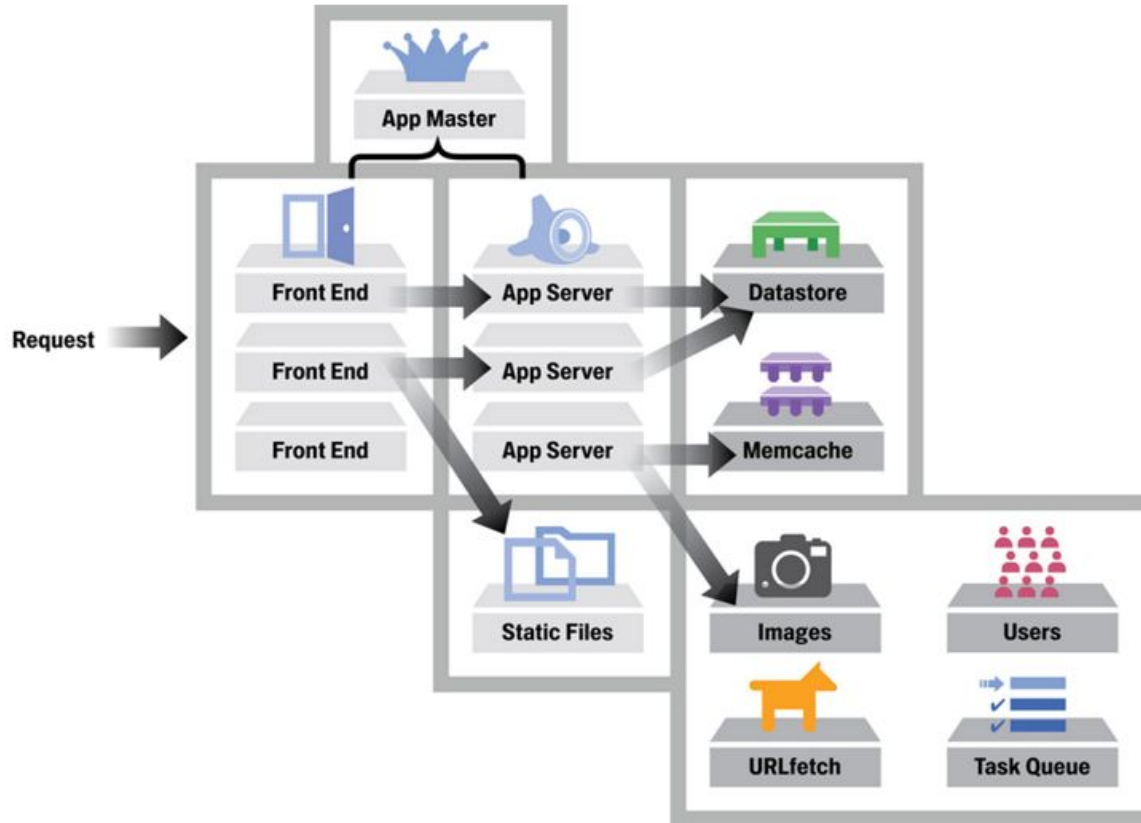 App Master
Front End
App Server
Datastore
Request
Front End
App Server
Front End
App Server
Memcache
Static Files
Images
Users
URLfetch
Task Queue